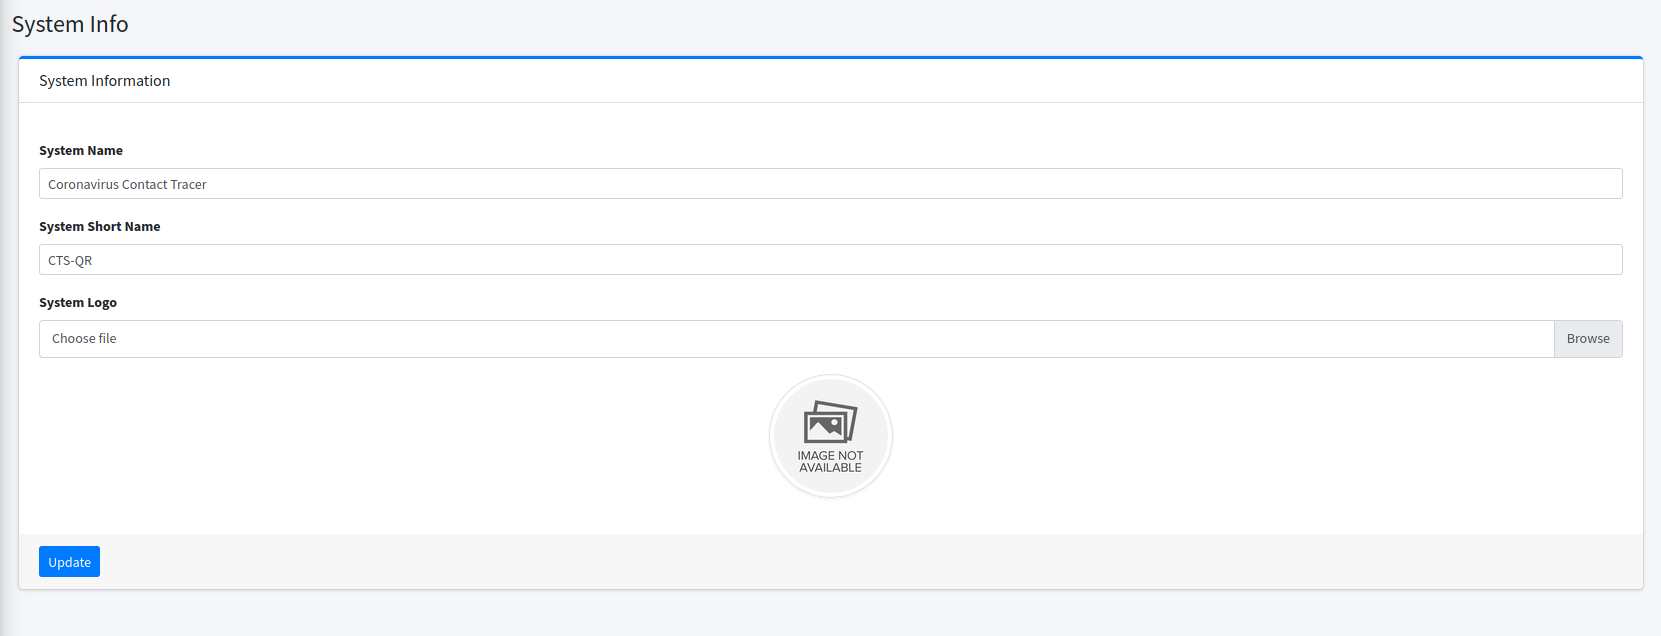 System Info
System Information
System Name
Coronavirus Contact Tracer
System Short Name
CTS-QR
System Logo
Choose file
Browse
IMAGE NOT
AVAILABLE
Update